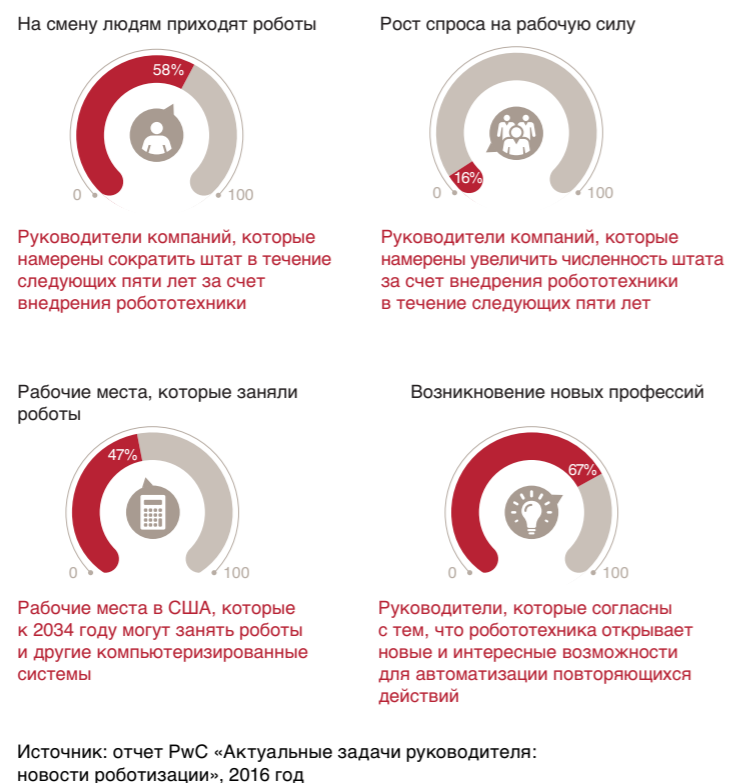 На смену людям приходят роботы
58%
0
100
Руководители компаний, которые
намерены сократить штат в течение
следующих пяти лет за счет
внедрения робототехники
Рост спроса на рабочую силу
16%
0
100
Руководители компаний, которые
намерены увеличить численность штата
за счет внедрения робототехники
в течение следующих пяти лет
Рабочие места, которые заняли
роботы
47%
0
100
Рабочие места в США, которые
к 2034 году могут занять роботы
и другие компьютеризированные
системы
Возникновение новых профессий
67%
0
100
Руководители, которые согласны
с тем, что робототехника открывает
новые и интересные возможности
для автоматизации повторяющихся
действий
Источник: отчет PwC «Актуальные задачи руководителя:
новости роботизации», 2016 год